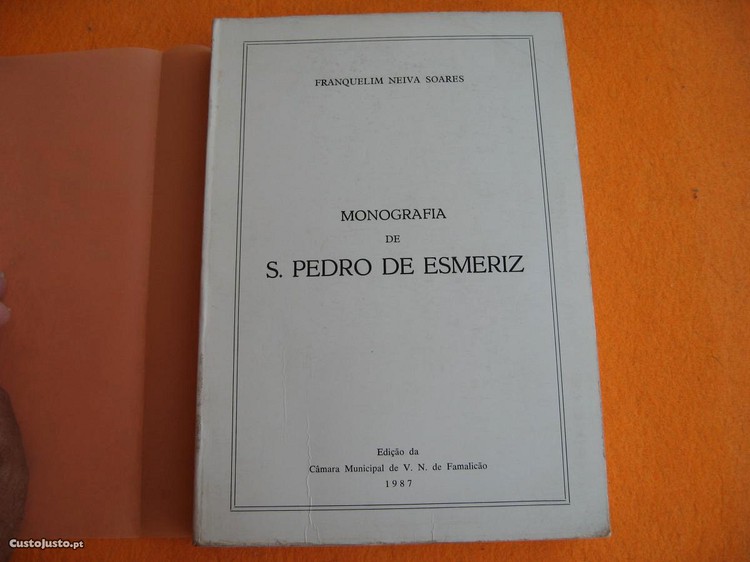 FRANQUELIM NEIVA SOARES
MONOGRAFIA
DE
S. PEDRO DE ESMERIZ
Edição da
Câmara Municipal de V. N. de Famalicão
1987
CustoJusto.pt